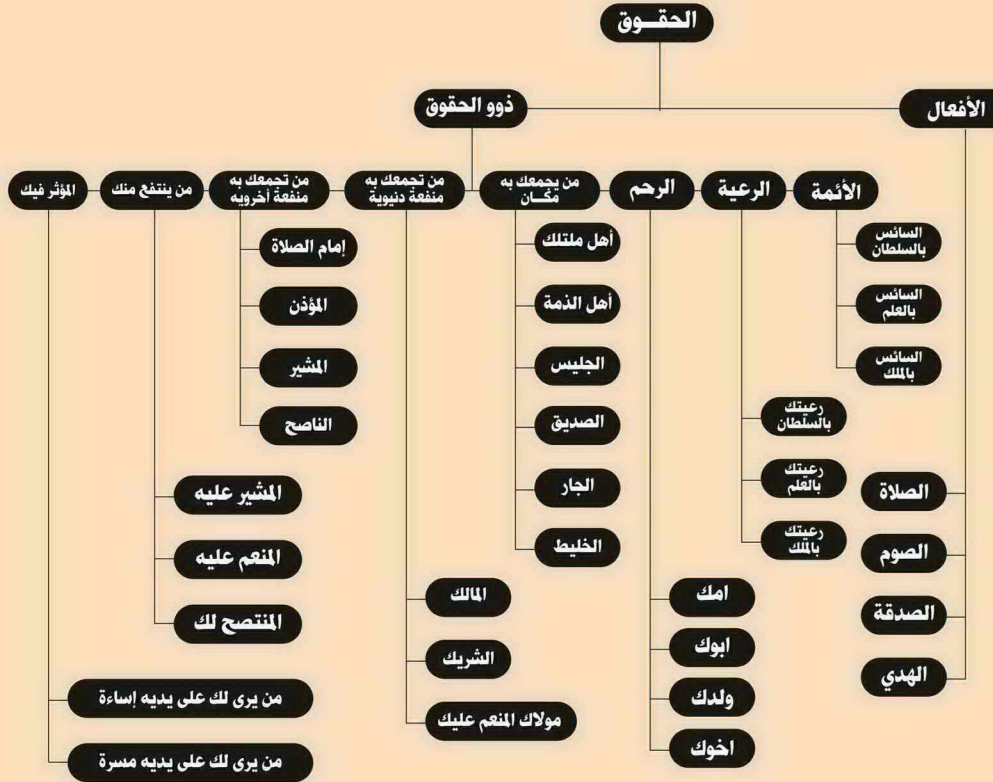 الحقــوق
الأفعال
ذوو الحقوق
الأئمة
الرعية
الرحم
من يجمعك به
مكــان
من تجمعك به
منفعة دنيوية
من تجمعك به
منفعة أخرويه
من ينتفع منك
المؤثر فيك
الصلاة
الصوم
الصدقة
الهدي
السائس
بالسلطان
السائس
بالعلم
السائس
بالملك
رعيتك
بالسلطان
رعيتك
بالعلم
رعيتك
بالملك
امك
ابوك
ولدك
اخوك
أهل ملتلك
أهل الذمة
الجليس
الصديق
الجار
الخليط
المالك
الشريك
مولاك المنعم عليك
إمام الصلاة
المؤذن
المشير
الناصح
المشير عليه
المنعم عليه
المنتصح لك
من يرى لك على يديه إساءة
من يرى لك على يديه مسرة